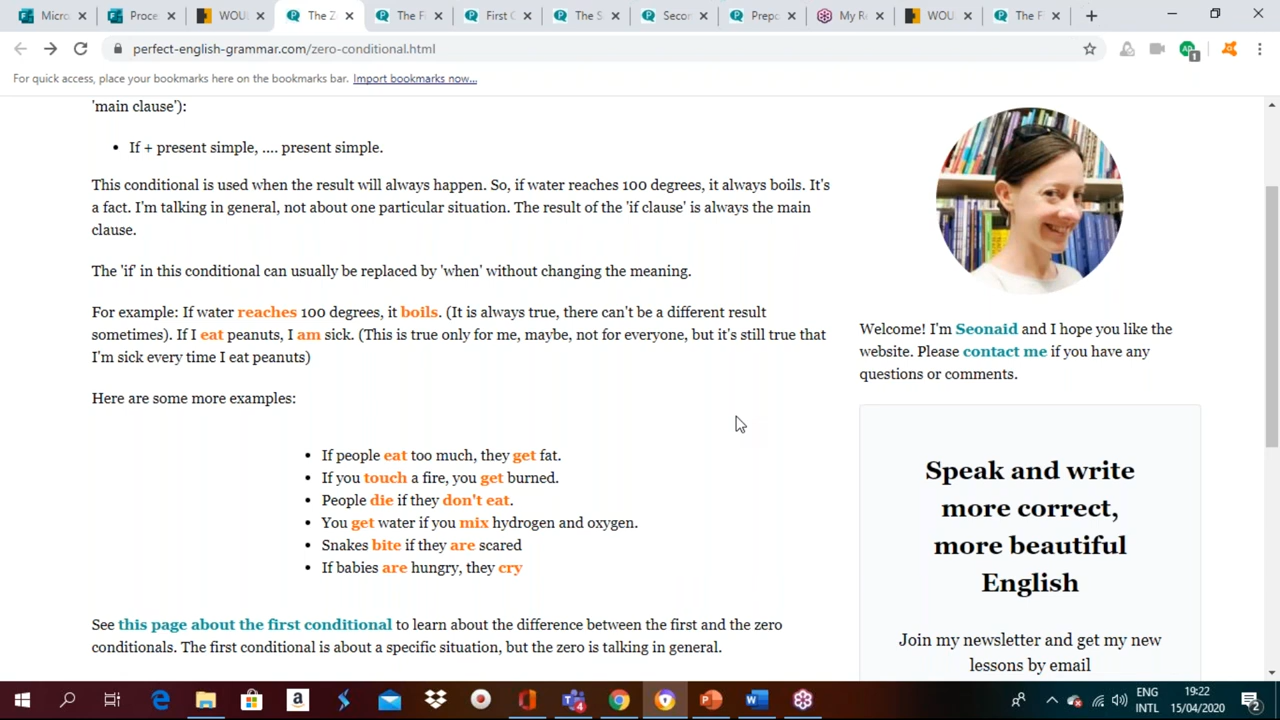 Micro
Proce
WOUL
The Ze
The F
First C
The S
Secor
Prepc
My R
WOUL
The F
perfect-english-grammar.com/zero-conditional.html
For quick access, place your bookmarks here on the bookmarks bar. Import bookmarks now...
'main clause'):
• If + present simple, .... present simple.
This conditional is used when the result will always happen. So, if water reaches 100 degrees, it always boils. It's
a fact. I'm talking in general, not about one particular situation. The result of the 'if clause' is always the main
clause.
The 'if' in this conditional can usually be replaced by 'when' without changing the meaning.
For example: If water reaches 100 degrees, it boils. (It is always true, there can't be a different result
sometimes). If I eat peanuts, I am sick. (This is true only for me, maybe, not for everyone, but it's still true that
I'm sick every time I eat peanuts)
Here are some more examples:
• If people eat too much, they get fat.
• If you touch a fire, you get burned.
• People die if they don't eat.
• You get water if you mix hydrogen and oxygen.
• Snakes bite if they are scared
• If babies are hungry, they cry
See this page about the first conditional to learn about the difference between the first and the zero
conditionals. The first conditional is about a specific situation, but the zero is talking in general.
Welcome! I'm Seonaid and I hope you like the
website. Please contact me if you have any
questions or comments.
Speak and write
more correct,
more beautiful
English
Join my newsletter and get my new
lessons by email
ENG
INTL
19:22
15/04/2020